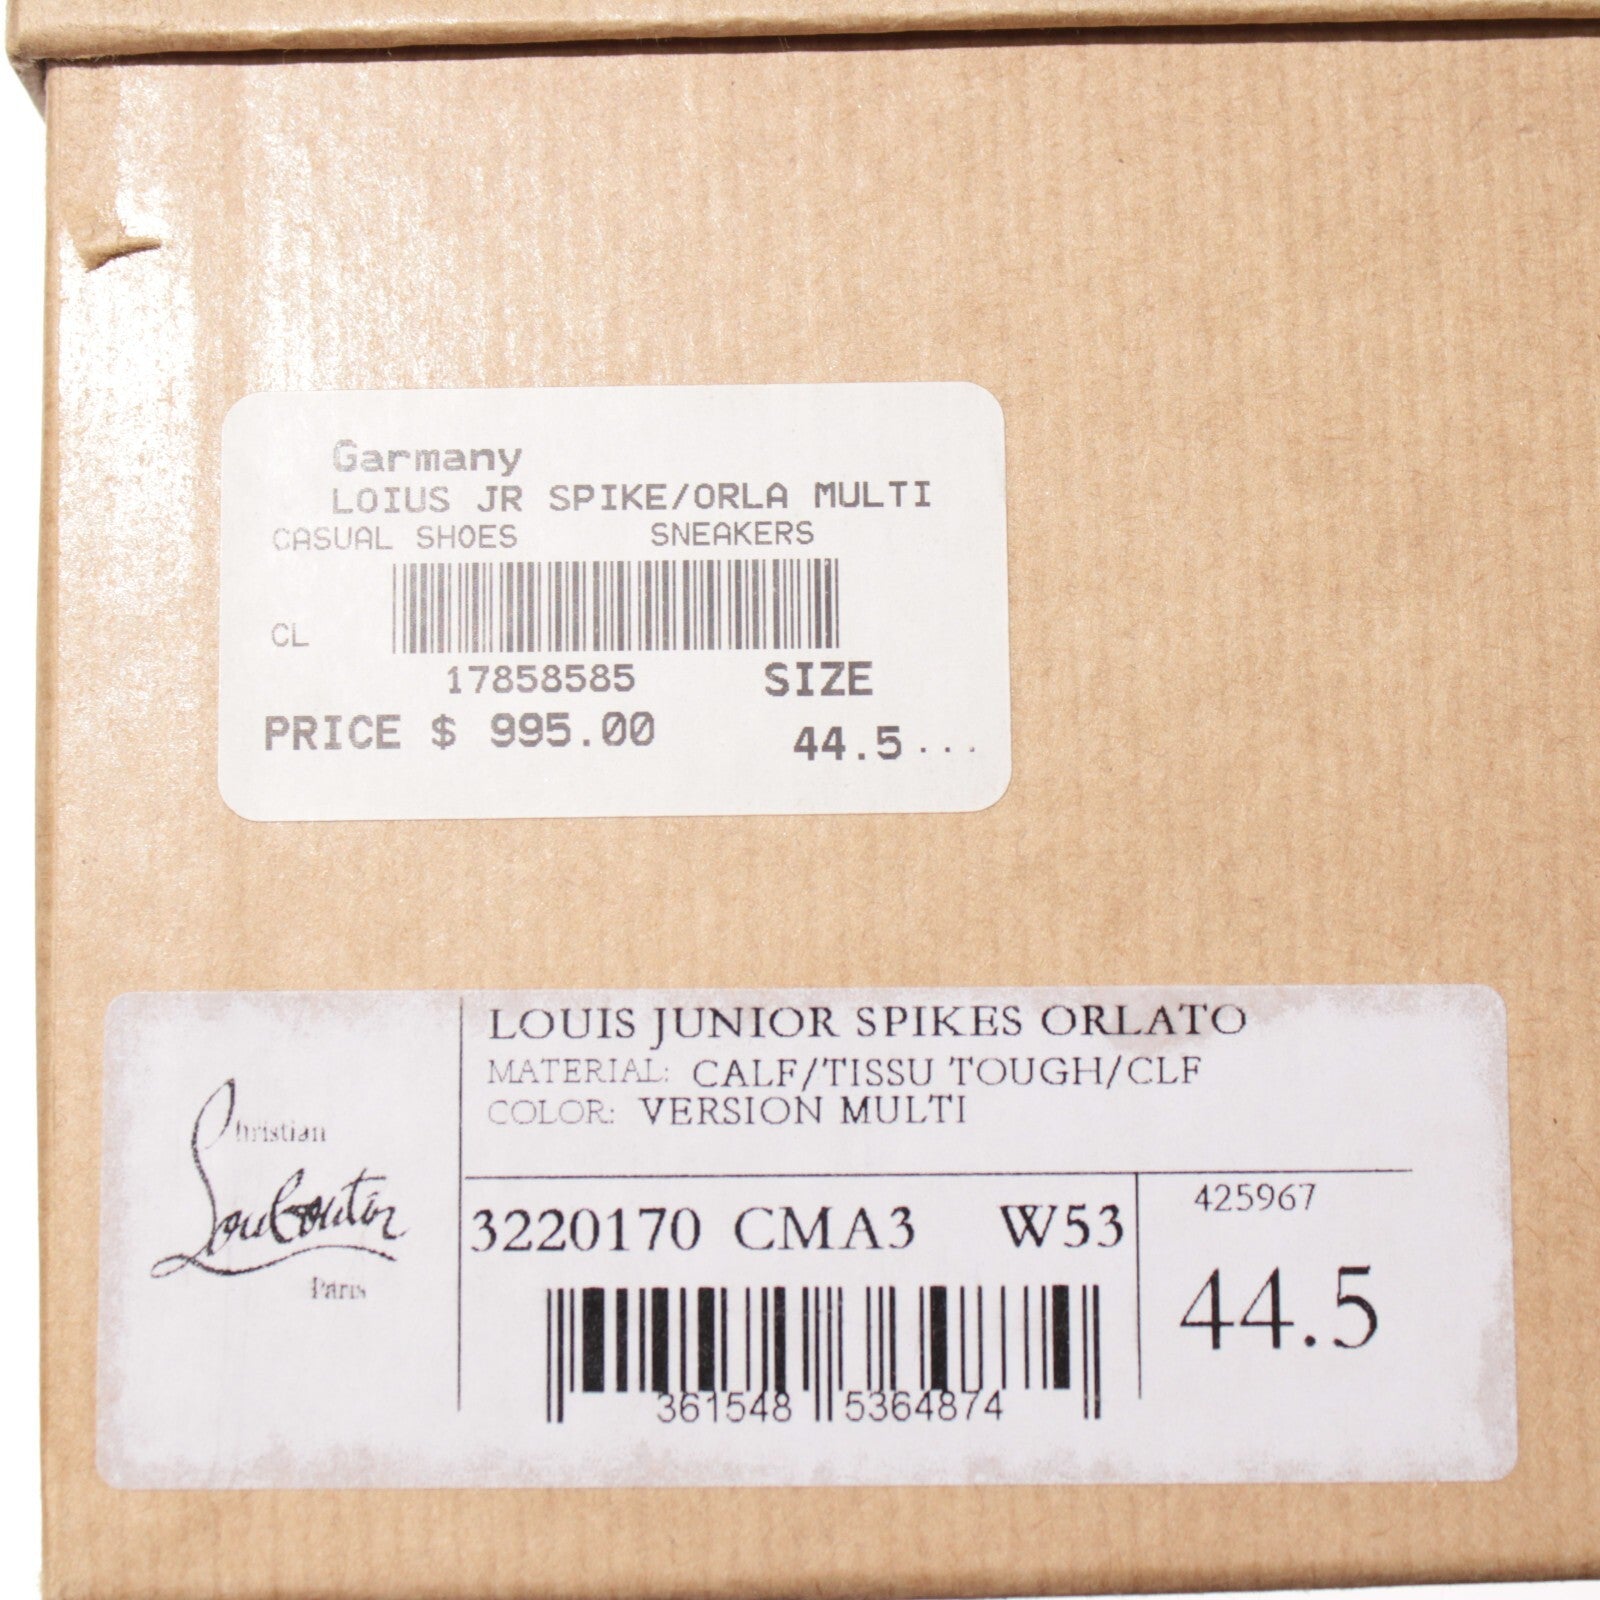 Garmany
LOIUS JR SPIKE/ORLA MULTI
CASUAL SHOES SNEAKERS
CL
17858585 SIZE
PRICE $ 995.00 44.5...
Christian
Louboutin
Paris
LOUIS JUNIOR SPIKES ORLATO
MATERIAL: CALF/TISSU TOUGH/CLF
COLOR: VERSION MULTI
3220170 CMA3 W53
361548 5364874
425967
44.5